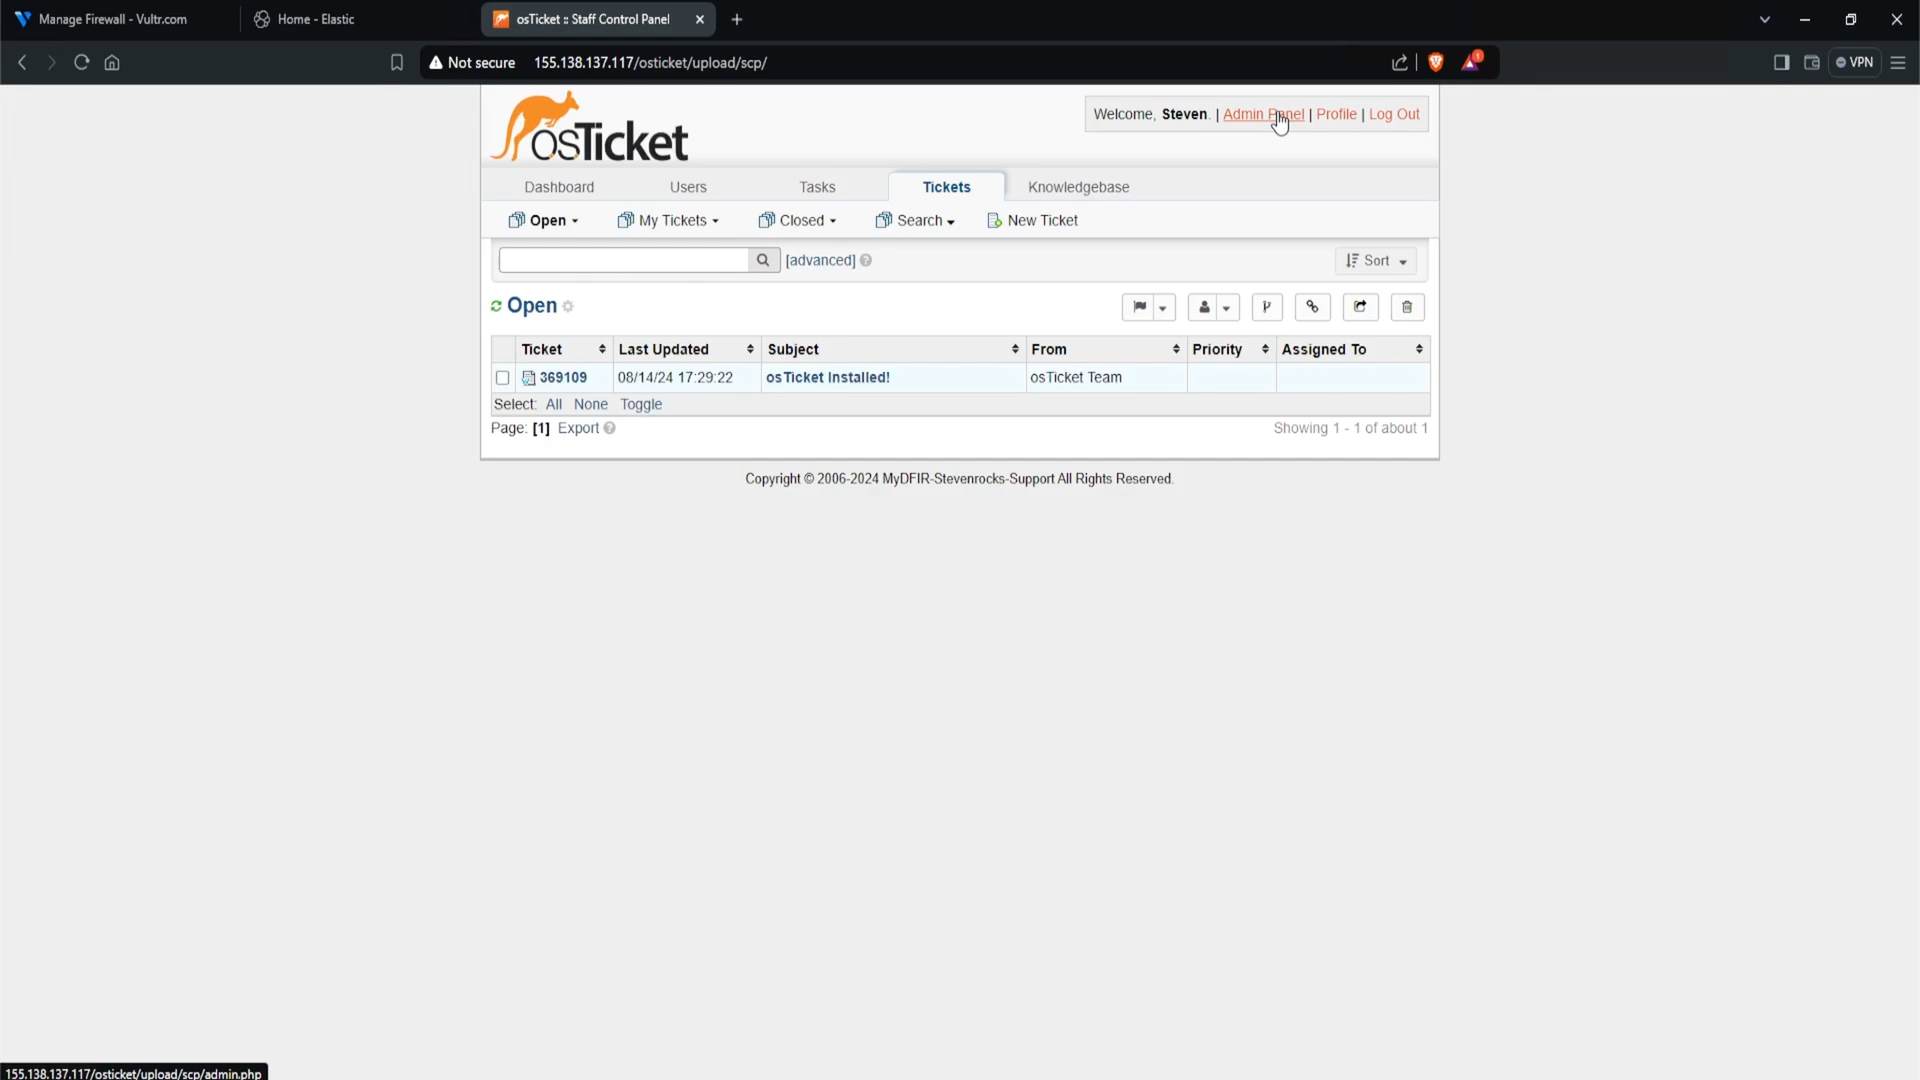 Manage Firewall - Vultr.com
Home - Elastic
osTicket :: Staff Control Panel
Not secure 155.138.137.117/osticket/upload/scp/
1
VPN
osTicket
Welcome, Steven. | Admin Panel | Profile | Log Out
Dashboard Users Tasks Tickets Knowledgebase
Open My Tickets Closed Search New Ticket
[advanced] Sort
Open
Ticket Last Updated Subject From Priority Assigned To
369109 08/14/24 17:29:22 osTicket Installed! osTicket Team
Select: All None Toggle
Page: [1] Export Showing 1 - 1 of about 1
Copyright © 2006-2024 MyDFIR-Stevenrocks-Support All Rights Reserved.
155.138.137.117/osticket/upload/scp/admin.php